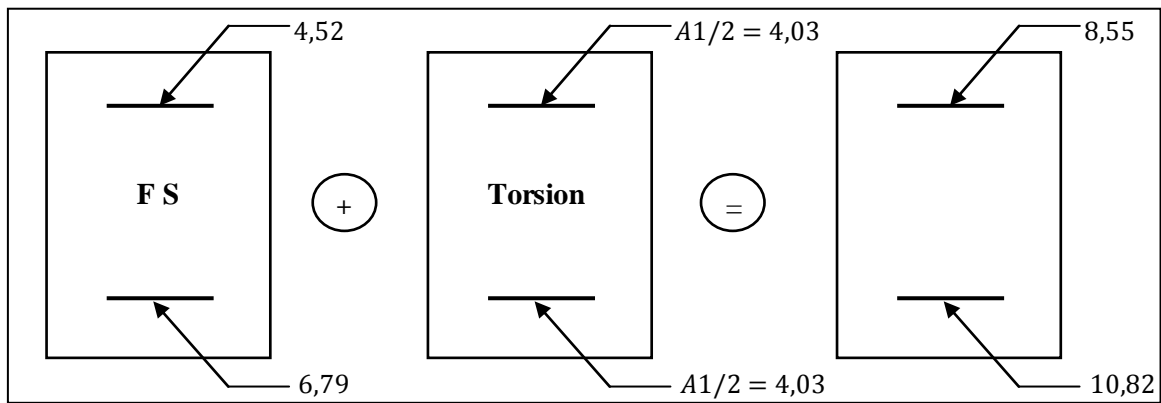 4,52 A1/2 = 4,03 8,55
F S + Torsion =
6,79 A1/2 = 4,03 10,82